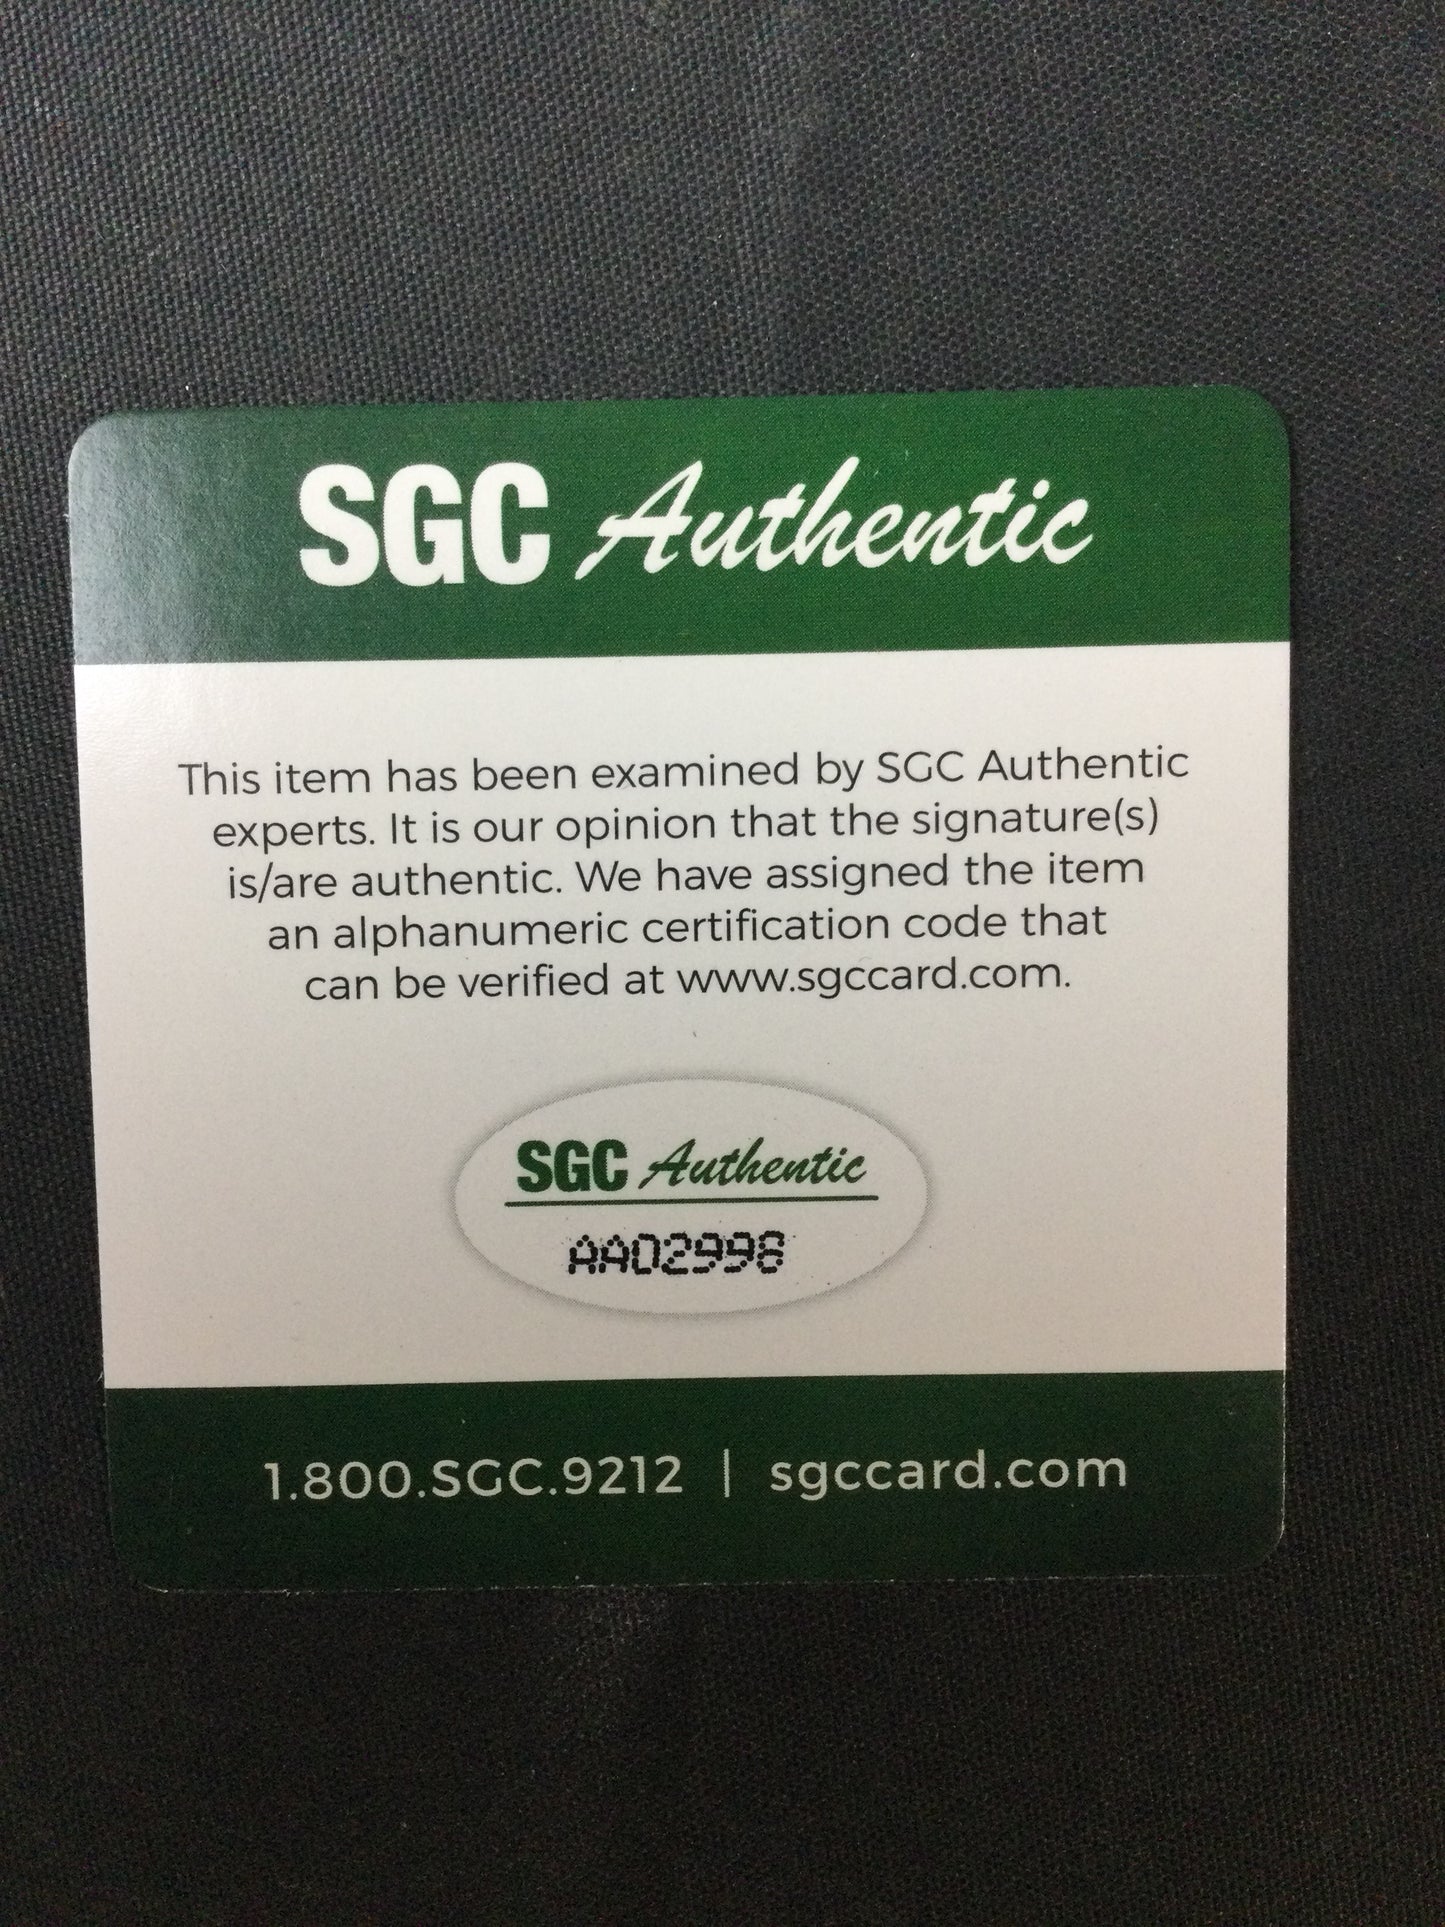 SGC Authentic
This item has been examined by SGC Authentic
experts. It is our opinion that the signature(s)
is/are authentic. We have assigned the item
an alphanumeric certification code that
can be verified at www.sgccard.com.
SGC Authentic
AA02998
1.800.SGC.9212 | sgccard.com